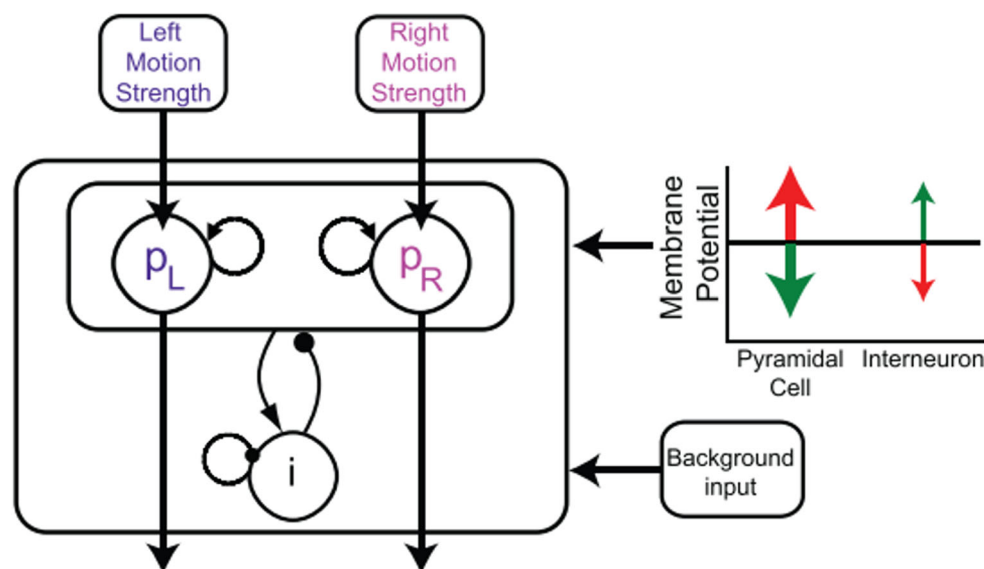 Left
Motion
Strength
Right
Motion
Strength
pL
pR
i
Membrane
Potential
Pyramidal
Cell
Interneuron
Background
input